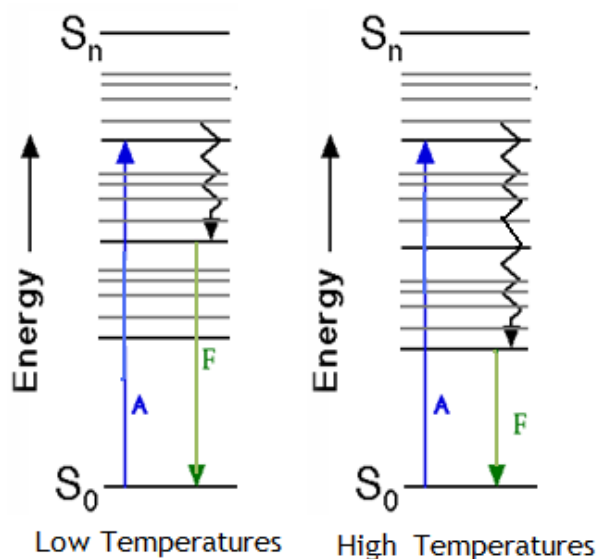 Sn
Sn
Energy
A
F
S0
Low Temperatures
Energy
A
F
S0
High Temperatures